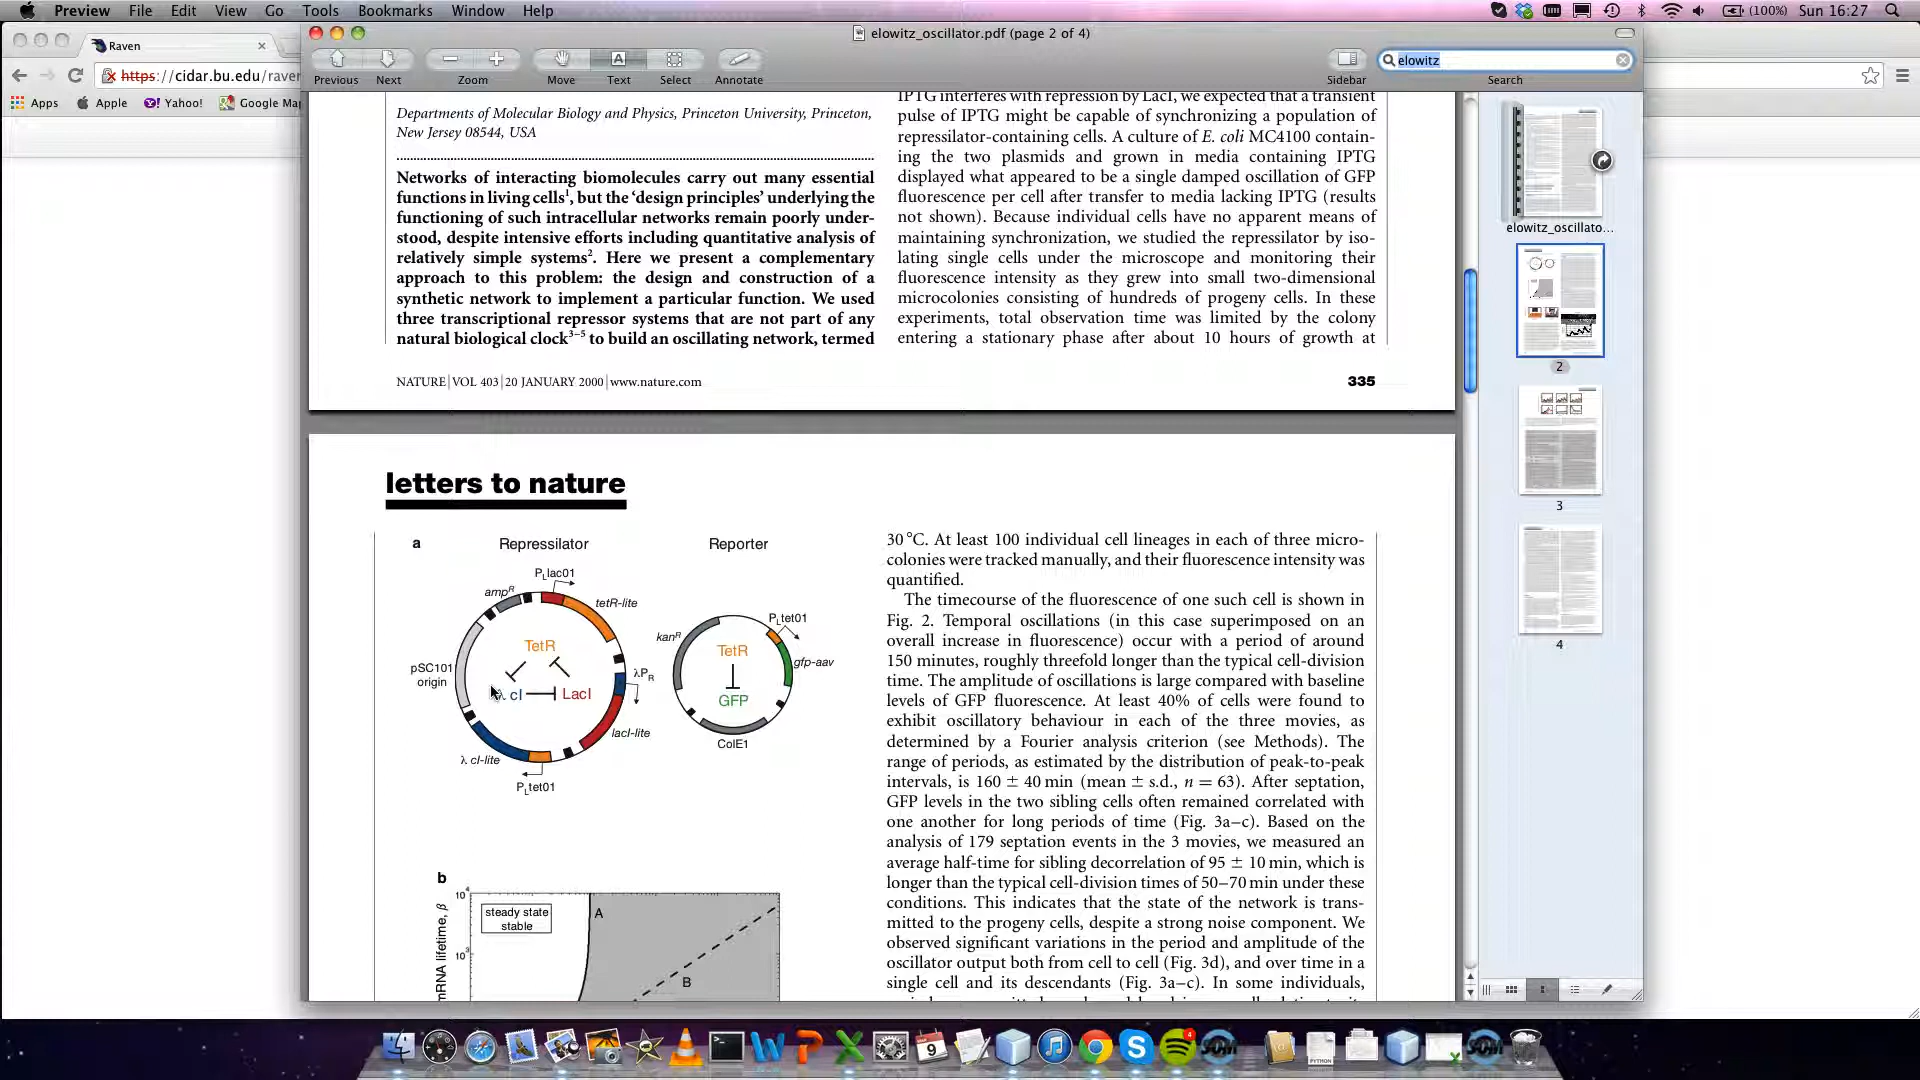 Preview File Edit View Go Tools Bookmarks Window Help
(100%) Sun 16:27
Raven
https://cidar.bu.edu/raven
Apps Apple Yahoo! Google Ma
elowitz_oscillator.pdf (page 2 of 4)
Previous Next Zoom Move Text Select Annotate Sidebar Search
elowitz
Departments of Molecular Biology and Physics, Princeton University, Princeton,
New Jersey 08544, USA
Networks of interacting biomolecules carry out many essential
functions in living cells1, but the ‘design principles’ underlying the
functioning of such intracellular networks remain poorly under-
stood, despite intensive efforts including quantitative analysis of
relatively simple systems2. Here we present a complementary
approach to this problem: the design and construction of a
synthetic network to implement a particular function. We used
three transcriptional repressor systems that are not part of any
natural biological clock3–5 to build an oscillating network, termed
IPTG interferes with repression by LacI, we expected that a transient
pulse of IPTG might be capable of synchronizing a population of
repressilator-containing cells. A culture of E. coli MC4100 contain-
ing the two plasmids and grown in media containing IPTG
displayed what appeared to be a single damped oscillation of GFP
fluorescence per cell after transfer to media lacking IPTG (results
not shown). Because individual cells have no apparent means of
maintaining synchronization, we studied the repressilator by iso-
lating single cells under the microscope and monitoring their
fluorescence intensity as they grew into small two-dimensional
microcolonies consisting of hundreds of progeny cells. In these
experiments, total observation time was limited by the colony
entering a stationary phase after about 10 hours of growth at
NATURE | VOL 403 | 20 JANUARY 2000 | www.nature.com
335
letters to nature
a
Repressilator
Reporter
PLlac01
ampR
tetR-lite
TetR
pSC101
origin
λ cI
LacI
λPR
lacI-lite
λ cI-lite
PLtet01
PLtet01
kanR
TetR
gfp-aav
GFP
ColE1
b
10^4
10^3
mRNA lifetime, β
steady state
stable
A
B
30 °C. At least 100 individual cell lineages in each of three micro-
colonies were tracked manually, and their fluorescence intensity was
quantified.
The timecourse of the fluorescence of one such cell is shown in
Fig. 2. Temporal oscillations (in this case superimposed on an
overall increase in fluorescence) occur with a period of around
150 minutes, roughly threefold longer than the typical cell-division
time. The amplitude of oscillations is large compared with baseline
levels of GFP fluorescence. At least 40% of cells were found to
exhibit oscillatory behaviour in each of the three movies, as
determined by a Fourier analysis criterion (see Methods). The
range of periods, as estimated by the distribution of peak-to-peak
intervals, is 160 ± 40 min (mean ± s.d., n = 63). After septation,
GFP levels in the two sibling cells often remained correlated with
one another for long periods of time (Fig. 3a–c). Based on the
analysis of 179 septation events in the 3 movies, we measured an
average half-time for sibling decorrelation of 95 ± 10 min, which is
longer than the typical cell-division times of 50–70 min under these
conditions. This indicates that the state of the network is trans-
mitted to the progeny cells, despite a strong noise component. We
observed significant variations in the period and amplitude of the
oscillator output both from cell to cell (Fig. 3d), and over time in a
single cell and its descendants (Fig. 3a–c). In some individuals,
elowitz_oscillato...
2
3
4